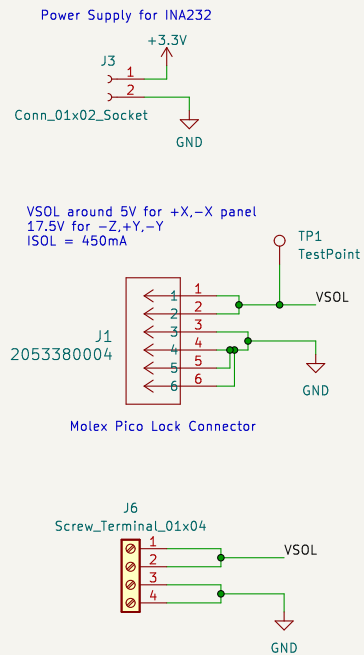 Power Supply for INA232
+3.3V
J3
1
2
Conn_01x02_Socket
GND
VSOL around 5V for +X,-X panel
17.5V for -Z,+Y,-Y
ISOL = 450mA
TP1
TestPoint
VSOL
1 1
2 2
3 3
J1
4 4
2053380004
5 5
6 6
GND
Molex Pico Lock Connector
J6
Screw_Terminal_01x04
1
VSOL
2
3
4
GND